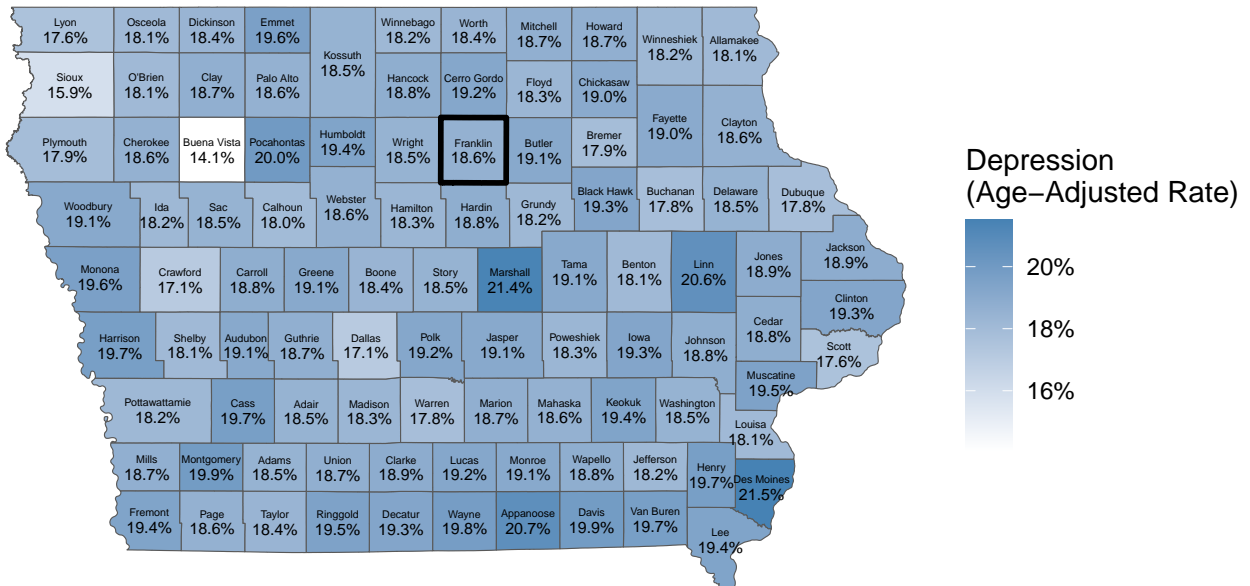 Lyon
17.6%
Osceola
18.1%
Dickinson
18.4%
Emmet
19.6%
Kossuth
18.5%
Winnebago
18.2%
Worth
18.4%
Mitchell
18.7%
Howard
18.7%
Winneshiek
18.2%
Allamakee
18.1%
Sioux
15.9%
O'Brien
18.1%
Clay
18.7%
Palo Alto
18.6%
Hancock
18.8%
Cerro Gordo
19.2%
Floyd
18.3%
Chickasaw
19.0%
Fayette
19.0%
Clayton
18.6%
Plymouth
17.9%
Cherokee
18.6%
Buena Vista
14.1%
Pocahontas
20.0%
Humboldt
19.4%
Wright
18.5%
Franklin
18.6%
Butler
19.1%
Bremer
17.9%
Woodbury
19.1%
Ida
18.2%
Sac
18.5%
Calhoun
18.0%
Webster
18.6%
Hamilton
18.3%
Hardin
18.8%
Grundy
18.2%
Black Hawk
19.3%
Buchanan
17.8%
Delaware
18.5%
Dubuque
17.8%
Monona
19.6%
Crawford
17.1%
Carroll
18.8%
Greene
19.1%
Boone
18.4%
Story
18.5%
Marshall
21.4%
Tama
19.1%
Benton
18.1%
Linn
20.6%
Jones
18.9%
Jackson
18.9%
Clinton
19.3%
Harrison
19.7%
Shelby
18.1%
Audubon
19.1%
Guthrie
18.7%
Dallas
17.1%
Polk
19.2%
Jasper
19.1%
Poweshiek
18.3%
Iowa
19.3%
Johnson
18.8%
Cedar
18.8%
Scott
17.6%
Muscatine
19.5%
Pottawattamie
18.2%
Cass
19.7%
Adair
18.5%
Madison
18.3%
Warren
17.8%
Marion
18.7%
Mahaska
18.6%
Keokuk
19.4%
Washington
18.5%
Louisa
18.1%
Mills
18.7%
Montgomery
19.9%
Adams
18.5%
Union
18.7%
Clarke
18.9%
Lucas
19.2%
Monroe
19.1%
Wapello
18.8%
Jefferson
18.2%
Henry
19.7%
Des Moines
21.5%
Fremont
19.4%
Page
18.6%
Taylor
18.4%
Ringgold
19.5%
Decatur
19.3%
Wayne
19.8%
Appanoose
20.7%
Davis
19.9%
Van Buren
19.7%
Lee
19.4%
Depression
(Age−Adjusted Rate)
20%
18%
16%